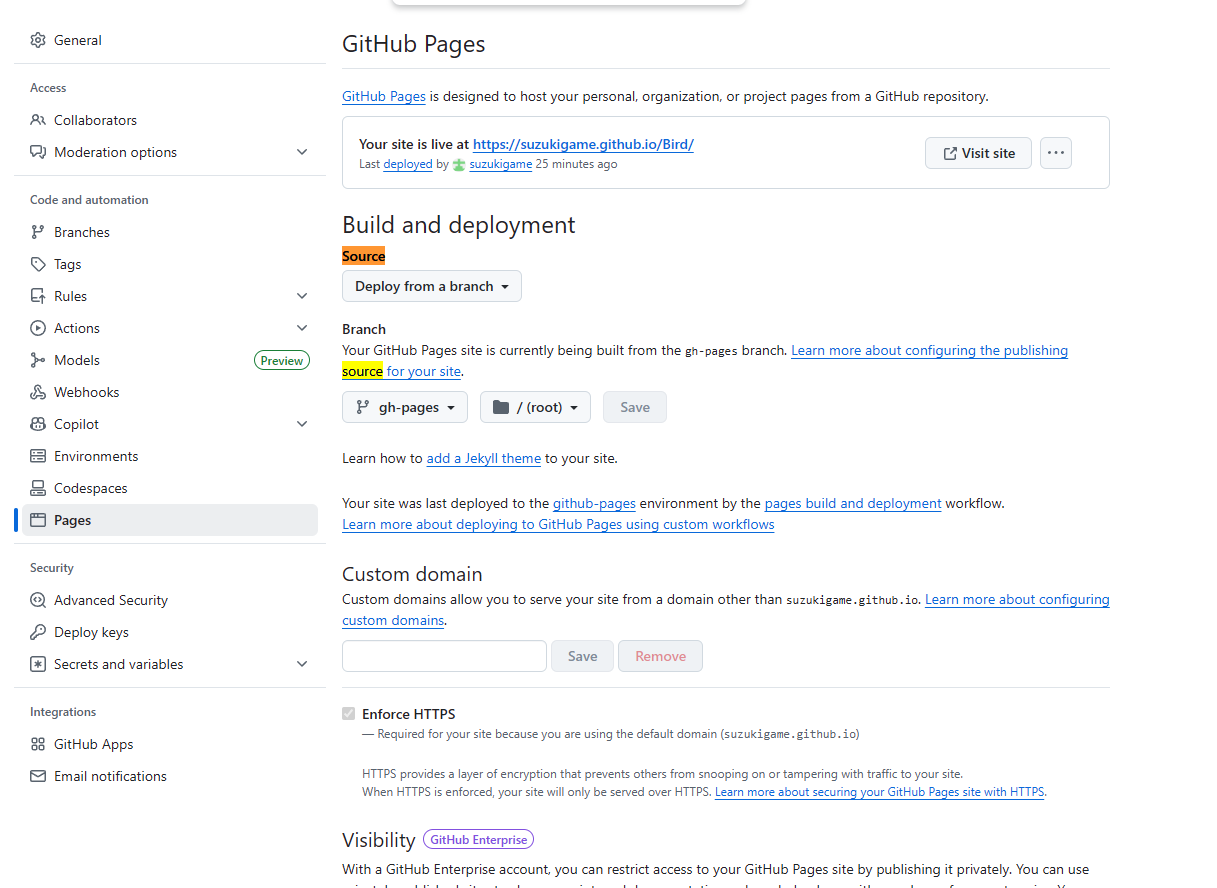 General
Access
Collaborators
Moderation options
Code and automation
Branches
Tags
Rules
Actions
Models Preview
Webhooks
Copilot
Environments
Codespaces
Pages
Security
Advanced Security
Deploy keys
Secrets and variables
Integrations
GitHub Apps
Email notifications
GitHub Pages
GitHub Pages is designed to host your personal, organization, or project pages from a GitHub repository.
Your site is live at https://suzukigame.github.io/Bird/
Last deployed by suzukigame 25 minutes ago
Visit site
Build and deployment
Source
Deploy from a branch
Branch
Your GitHub Pages site is currently being built from the gh-pages branch. Learn more about configuring the publishing
source for your site.
gh-pages / (root) Save
Learn how to add a Jekyll theme to your site.
Your site was last deployed to the github-pages environment by the pages build and deployment workflow.
Learn more about deploying to GitHub Pages using custom workflows
Custom domain
Custom domains allow you to serve your site from a domain other than suzukigame.github.io. Learn more about configuring
custom domains.
Save Remove
Enforce HTTPS
— Required for your site because you are using the default domain (suzukigame.github.io)
HTTPS provides a layer of encryption that prevents others from snooping on or tampering with traffic to your site.
When HTTPS is enforced, your site will only be served over HTTPS. Learn more about securing your GitHub Pages site with HTTPS.
Visibility GitHub Enterprise
With a GitHub Enterprise account, you can restrict access to your GitHub Pages site by publishing it privately. You can use